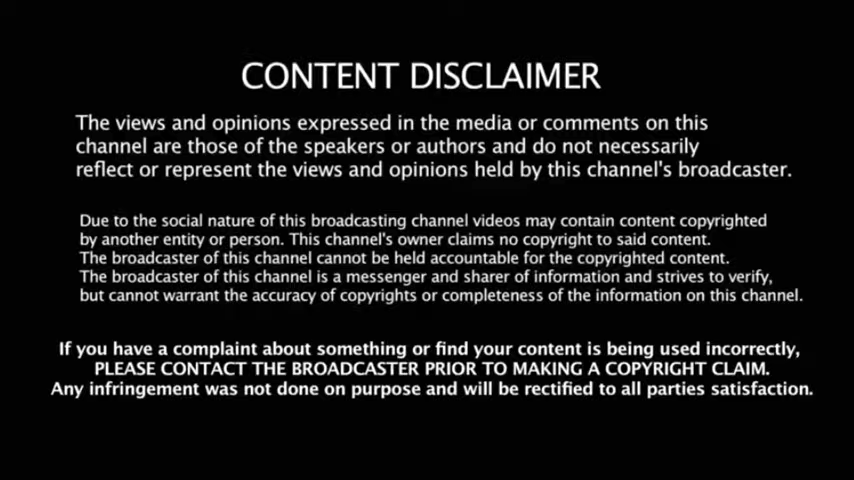 CONTENT DISCLAIMER
The views and opinions expressed in the media or comments on this
channel are those of the speakers or authors and do not necessarily
reflect or represent the views and opinions held by this channel's broadcaster.
Due to the social nature of this broadcasting channel videos may contain content copyrighted
by another entity or person. This channel's owner claims no copyright to said content.
The broadcaster of this channel cannot be held accountable for the copyrighted content.
The broadcaster of this channel is a messenger and sharer of information and strives to verify,
but cannot warrant the accuracy of copyrights or completeness of the information on this channel.
If you have a complaint about something or find your content is being used incorrectly,
PLEASE CONTACT THE BROADCASTER PRIOR TO MAKING A COPYRIGHT CLAIM.
Any infringement was not done on purpose and will be rectified to all parties satisfaction.